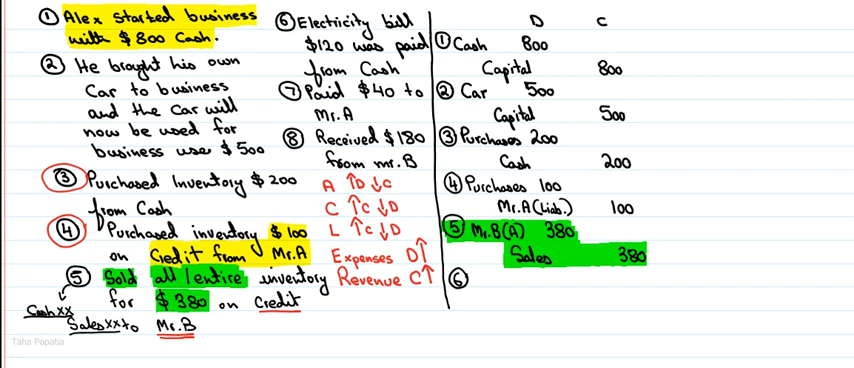 ① Alex started business
with $800 Cash.
② He brought his own
Car to business
and the car will
now be used for
business use $500
③ Purchased Inventory $200
from Cash
④ Purchased inventory $100
on Credit from Mr.A
⑤ Sold all/entire inventory
for $380 on Credit
Cash xx
Sales xx to Mr.B
⑥ Electricity bill
$120 was paid
from Cash
⑦ Paid $40 to
Mr.A
⑧ Received $180
from mr.B
A ↑D ↓C
C ↑C ↓D
L ↑C ↓D
Expenses D↑
Revenue C↑
D C
① Cash 800
Capital 800
② Car 500
Capital 500
③ Purchases 200
Cash 200
④ Purchases 100
Mr.A (Liab.) 100
⑤ Mr.B(A) 380
Sales 380
⑥
Taha Popatia